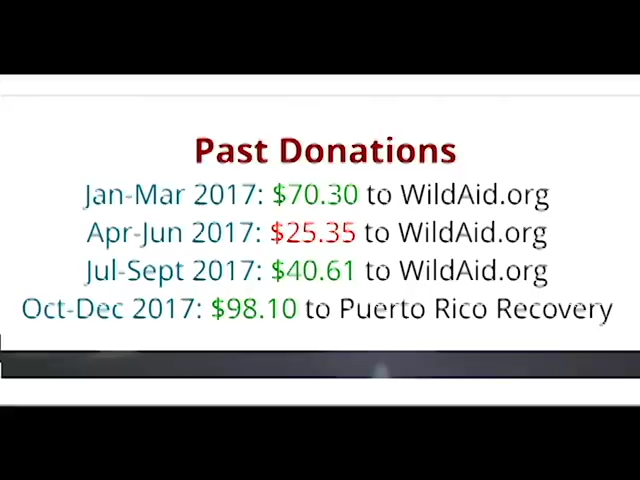 Past Donations
Jan-Mar 2017: $70.30 to WildAid.org
Apr-Jun 2017: $25.35 to WildAid.org
Jul-Sept 2017: $40.61 to WildAid.org
Oct-Dec 2017: $98.10 to Puerto Rico Recovery